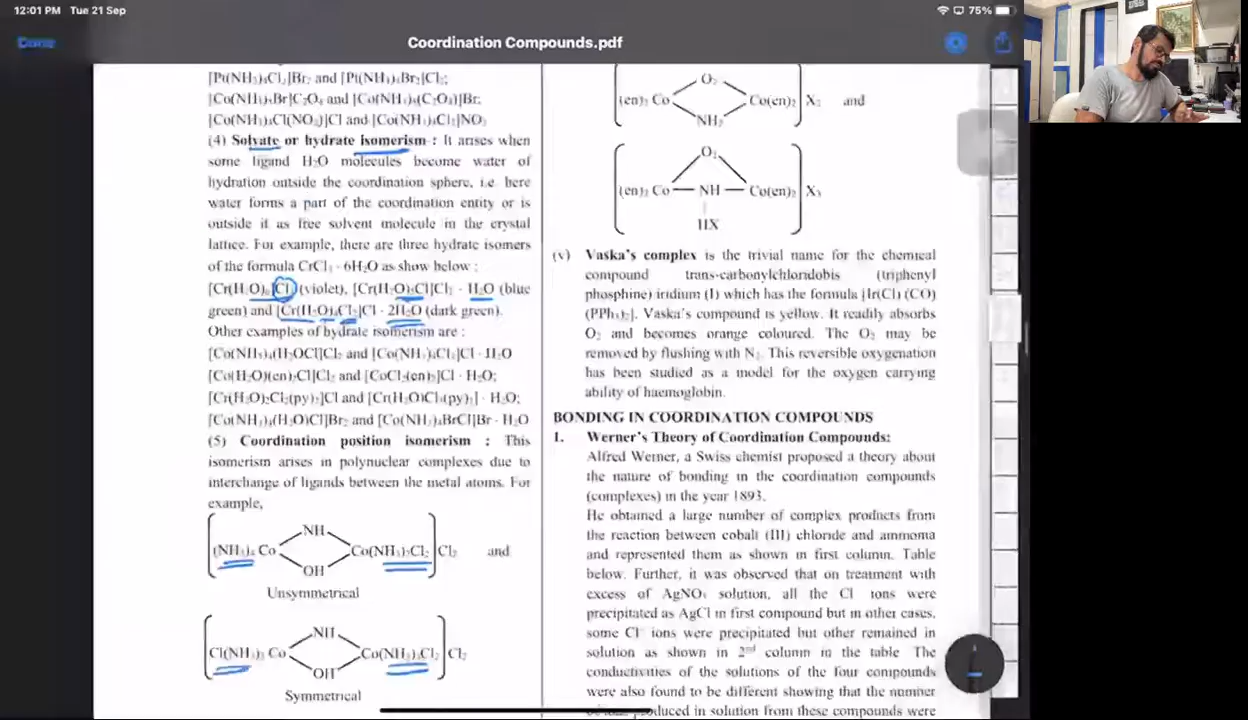 12:01 PM Tue 21 Sep
75%
Done
Coordination Compounds.pdf
[Pt(NH₃)₄Cl₂]Br₂ and [Pt(NH₃)₄Br₂]Cl₂;
[Co(NH₃)₅Br]C₂O₄ and [Co(NH₃)₄(C₂O₄)]Br;
[Co(NH₃)₄Cl(NO₂)]Cl and [Co(NH₃)₄Cl₂]NO₂
(4) Solvate or hydrate isomerism : It arises when
some ligand H₂O molecules become water of
hydration outside the coordination sphere, i.e. here
water forms a part of the coordination entity or is
outside it as free solvent molecule in the crystal
lattice. For example, there are three hydrate isomers
of the formula CrCl₃ · 6H₂O as show below :
[Cr(H₂O)₆]Cl₃ (violet), [Cr(H₂O)₅Cl]Cl₂ · H₂O (blue
green) and [Cr(H₂O)₄Cl₂]Cl · 2H₂O (dark green).
Other examples of hydrate isomerism are :
[Co(NH₃)₄(H₂OCl]Cl₂ and [Co(NH₃)₄Cl₂]Cl · H₂O
[Co(H₂O)(en)₂Cl]Cl₂ and [CoCl₂(en)₂]Cl · H₂O;
[Cr(H₂O)₂Cl₂(py)₂]Cl and [Cr(H₂O)Cl₃(py)₂] · H₂O;
[Co(NH₃)₄(H₂O)Cl]Br₂ and [Co(NH₃)₄BrCl]Br · H₂O
(5) Coordination position isomerism : This
isomerism arises in polynuclear complexes due to
interchange of ligands between the metal atoms. For
example,
NH
(NH₃)₄ Co Co(NH₃)₂Cl₂ Cl₂ and
OH
Unsymmetrical
NH
Cl(NH₃)₃ Co Co(NH₃)₃Cl Cl₂
OH
Symmetrical
O₂
(en)₂ Co Co(en)₂ X₃ and
NH₂
O₂
(en)₂ Co — NH — Co(en)₂ X₃
HX
(v) Vaska's complex is the trivial name for the chemical
compound trans-carbonylchloridobis (triphenyl
phosphine) iridium (I) which has the formula [Ir(Cl) (CO)
(PPh₃)₂]. Vaska's compound is yellow. It readily absorbs
O₂ and becomes orange coloured. The O₂ may be
removed by flushing with N₂. This reversible oxygenation
has been studied as a model for the oxygen carrying
ability of haemoglobin.
BONDING IN COORDINATION COMPOUNDS
1. Werner's Theory of Coordination Compounds:
Alfred Werner, a Swiss chemist proposed a theory about
the nature of bonding in the coordination compounds
(complexes) in the year 1893.
He obtained a large number of complex products from
the reaction between cobalt (III) chloride and ammonia
and represented them as shown in first column. Table
below. Further, it was observed that on treatment with
excess of AgNO₃ solution, all the Cl⁻ ions were
precipitated as AgCl in first compound but in other cases,
some Cl⁻ ions were precipitated but other remained in
solution as shown in 2nd column in the table The
conductivities of the solutions of the four compounds
were also found to be different showing that the number
produced in solution from these compounds were